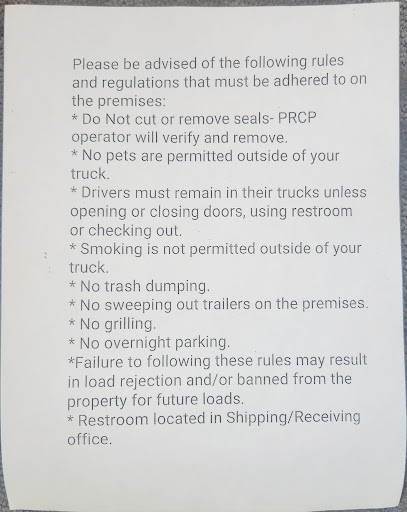 Please be advised of the following rules
and regulations that must be adhered to on
the premises:
* Do Not cut or remove seals- PRCP
operator will verify and remove.
* No pets are permitted outside of your
truck.
* Drivers must remain in their trucks unless
opening or closing doors, using restroom
or checking out.
* Smoking is not permitted outside of your
truck.
* No trash dumping.
* No sweeping out trailers on the premises.
* No grilling.
* No overnight parking.
*Failure to following these rules may result
in load rejection and/or banned from the
property for future loads.
* Restroom located in Shipping/Receiving
office.